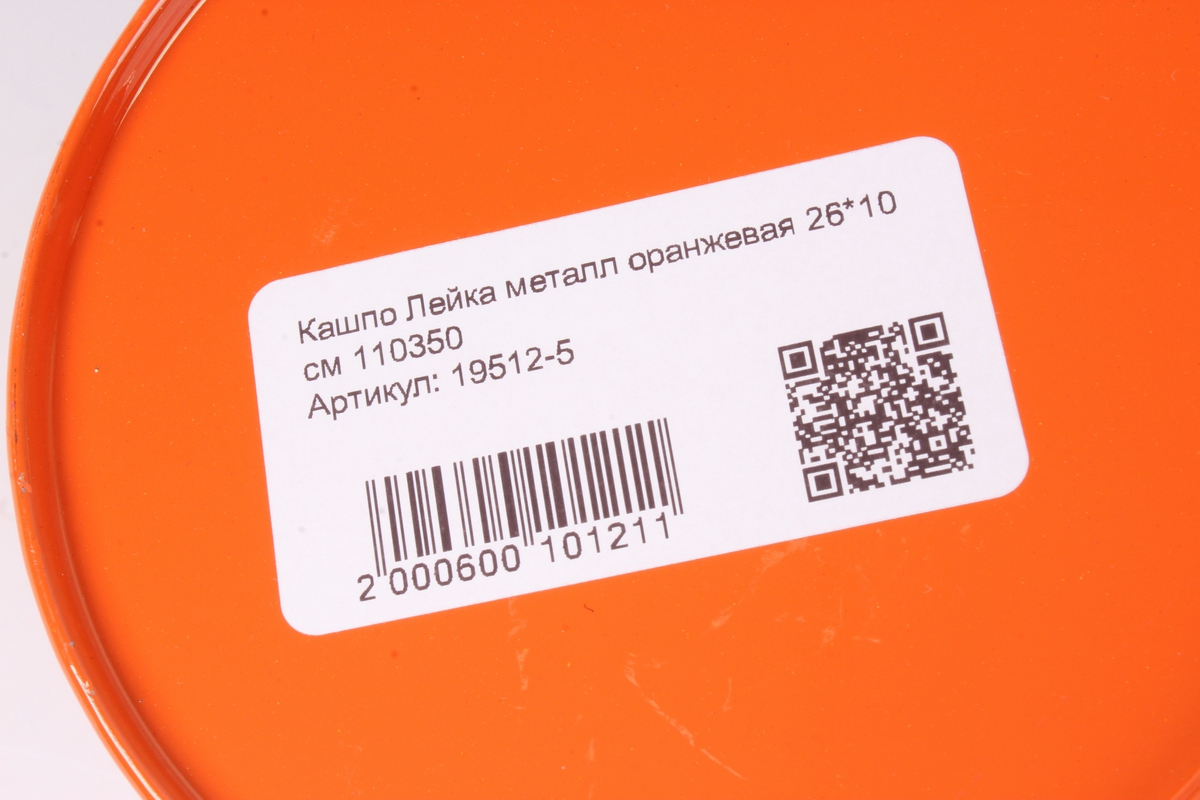 Кашпо Лейка металл оранжевая 26*10
см 110350
Артикул: 19512-5
2 000600 101211